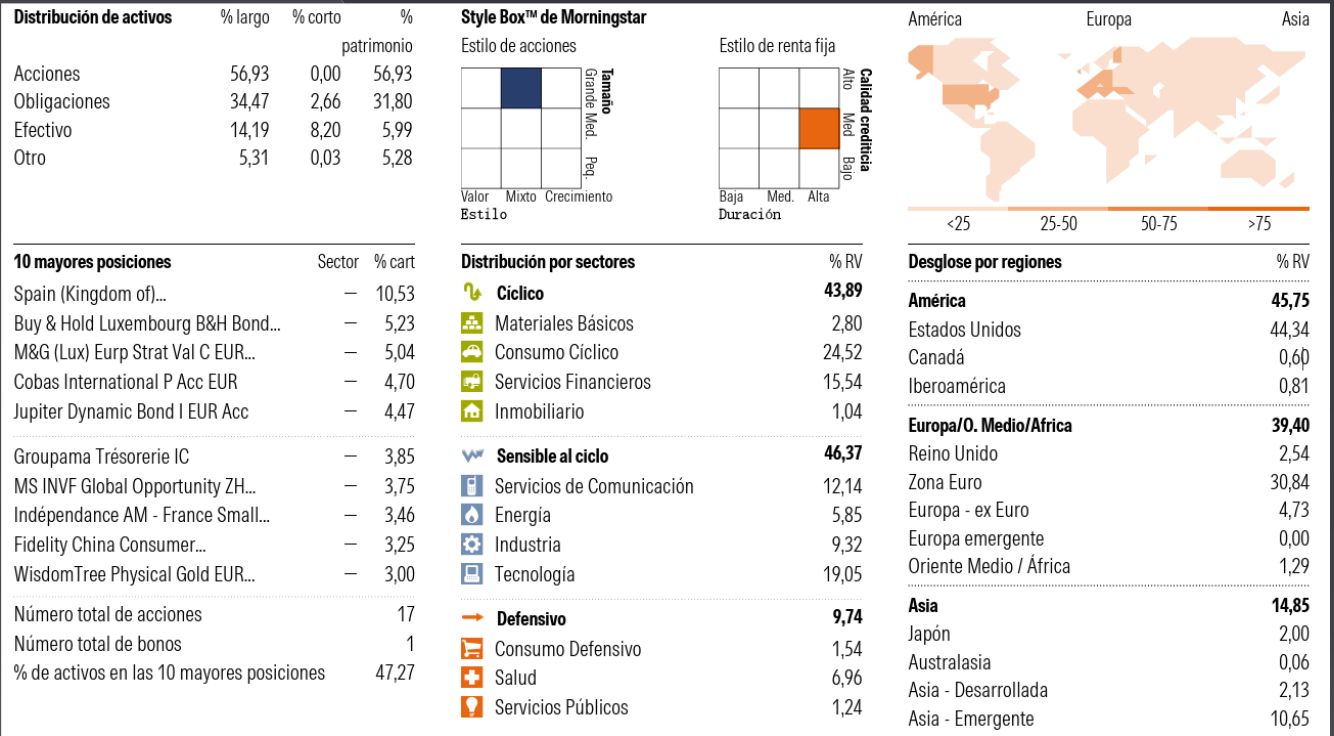 Distribución de activos % largo % corto %
patrimonio
Acciones 56,93 0,00 56,93
Obligaciones 34,47 2,66 31,80
Efectivo 14,19 8,20 5,99
Otro 5,31 0,03 5,28
Style Box™ de Morningstar
Estilo de acciones
Tamaño
Grande Med. Peq.
Valor Mixto Crecimiento
Estilo
Estilo de renta fija
Calidad crediticia
Alto Med Bajo
Baja Med. Alta
Duración
América Europa Asia
<25 25-50 50-75 >75
10 mayores posiciones Sector % cart
Spain (Kingdom of)... — 10,53
Buy & Hold Luxembourg B&H Bond... — 5,23
M&G (Lux) Eurp Strat Val C EUR... — 5,04
Cobas International P Acc EUR — 4,70
Jupiter Dynamic Bond I EUR Acc — 4,47
Groupama Trésorerie IC — 3,85
MS INVF Global Opportunity ZH... — 3,75
Indépendance AM - France Small... — 3,46
Fidelity China Consumer... — 3,25
WisdomTree Physical Gold EUR... — 3,00
Número total de acciones 17
Número total de bonos 1
% de activos en las 10 mayores posiciones 47,27
Distribución por sectores % RV
Cíclico 43,89
Materiales Básicos 2,80
Consumo Cíclico 24,52
Servicios Financieros 15,54
Inmobiliario 1,04
Sensible al ciclo 46,37
Servicios de Comunicación 12,14
Energía 5,85
Industria 9,32
Tecnología 19,05
Defensivo 9,74
Consumo Defensivo 1,54
Salud 6,96
Servicios Públicos 1,24
Desglose por regiones % RV
América 45,75
Estados Unidos 44,34
Canadá 0,60
Iberoamérica 0,81
Europa/O. Medio/Africa 39,40
Reino Unido 2,54
Zona Euro 30,84
Europa - ex Euro 4,73
Europa emergente 0,00
Oriente Medio / África 1,29
Asia 14,85
Japón 2,00
Australasia 0,06
Asia - Desarrollada 2,13
Asia - Emergente 10,65